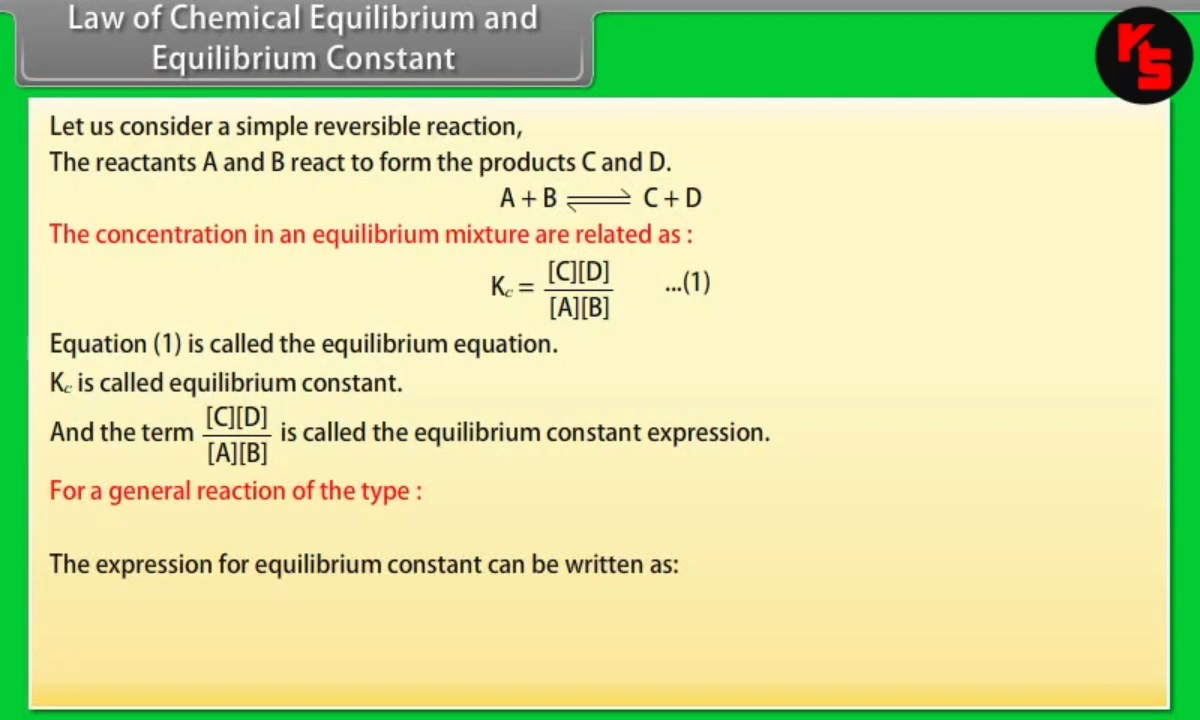 Law of Chemical Equilibrium and
Equilibrium Constant
KS
Let us consider a simple reversible reaction,
The reactants A and B react to form the products C and D.
A + B ⇌ C + D
The concentration in an equilibrium mixture are related as :
K꜀ = [C][D] / [A][B] ...(1)
Equation (1) is called the equilibrium equation.
K꜀ is called equilibrium constant.
And the term [C][D] / [A][B] is called the equilibrium constant expression.
For a general reaction of the type :
The expression for equilibrium constant can be written as: